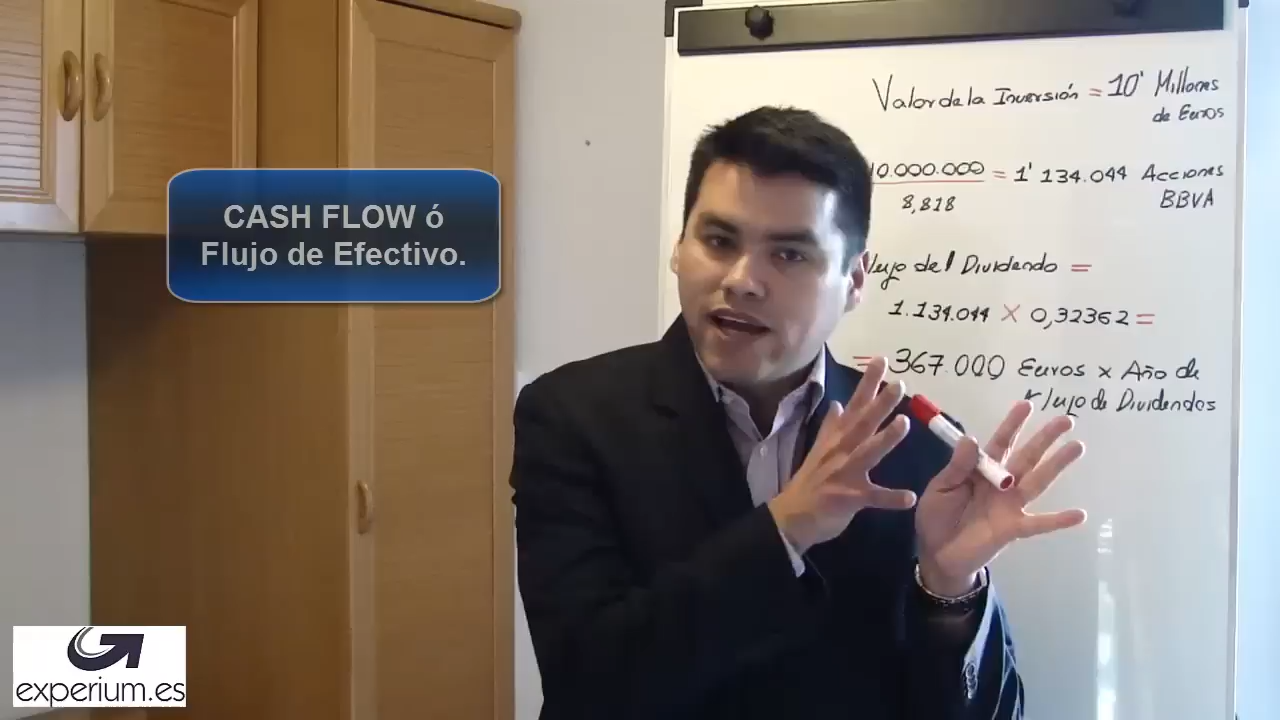 CASH FLOW ó
Flujo de Efectivo.
Valor de la Inversión = 10' Millones
de Euros
10.000.000 = 1' 134.044 Acciones
8,818 BBVA
lujo del Dividendo =
1.134.044 X 0,32362 =
= 367.000 Euros x Año de
Flujo de Dividendos
experium.es